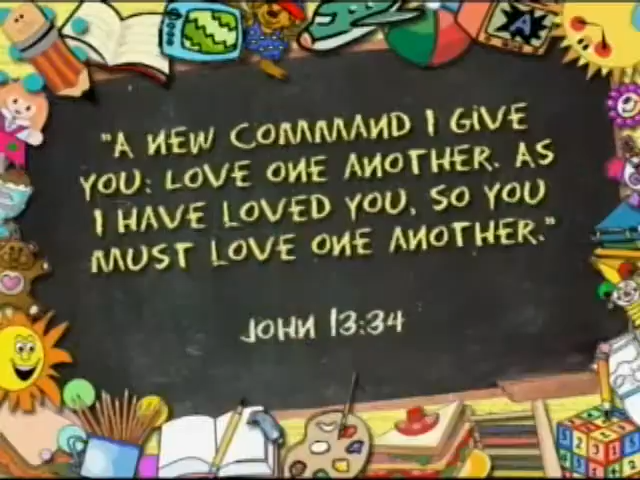 "A NEW COMMAND I GIVE
YOU: LOVE ONE ANOTHER. AS
I HAVE LOVED YOU, SO YOU
MUST LOVE ONE ANOTHER."
JOHN 13:34
A